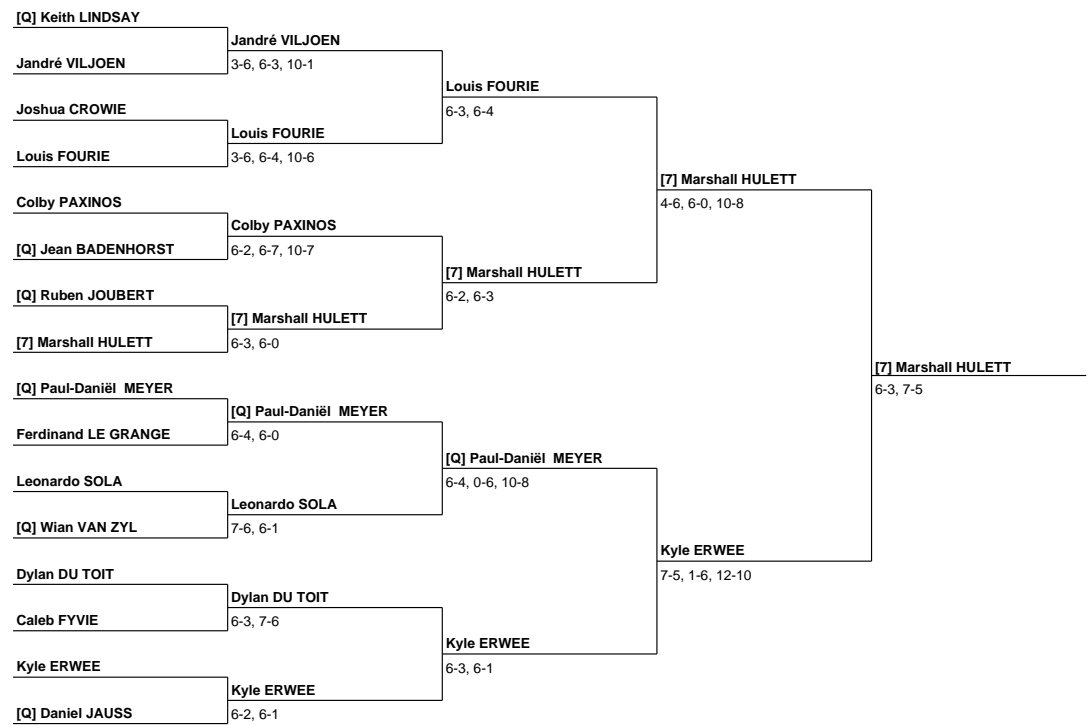 [Q] Keith LINDSAY
Jandré VILJOEN
Jandré VILJOEN
3-6, 6-3, 10-1
Louis FOURIE
6-3, 6-4
Joshua CROWIE
Louis FOURIE
Louis FOURIE
3-6, 6-4, 10-6
[7] Marshall HULETT
4-6, 6-0, 10-8
Colby PAXINOS
Colby PAXINOS
[Q] Jean BADENHORST
6-2, 6-7, 10-7
[7] Marshall HULETT
6-2, 6-3
[Q] Ruben JOUBERT
[7] Marshall HULETT
[7] Marshall HULETT
6-3, 6-0
[7] Marshall HULETT
6-3, 7-5
[Q] Paul-Daniël  MEYER
[Q] Paul-Daniël  MEYER
Ferdinand LE GRANGE
6-4, 6-0
[Q] Paul-Daniël  MEYER
6-4, 0-6, 10-8
Leonardo SOLA
Leonardo SOLA
[Q] Wian VAN ZYL
7-6, 6-1
Kyle ERWEE
7-5, 1-6, 12-10
Dylan DU TOIT
Dylan DU TOIT
Caleb FYVIE
6-3, 7-6
Kyle ERWEE
6-3, 6-1
Kyle ERWEE
Kyle ERWEE
[Q] Daniel JAUSS
6-2, 6-1